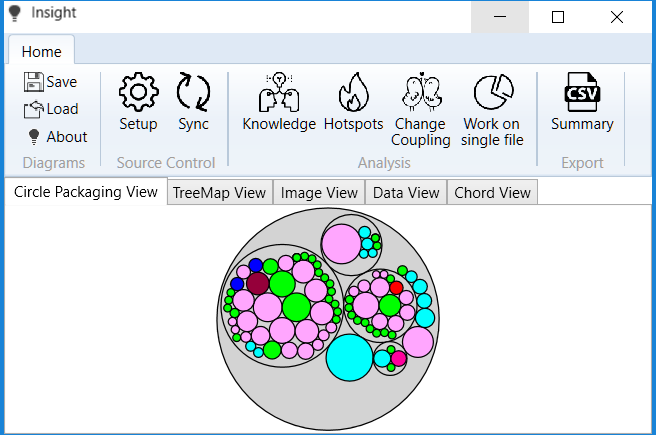 Insight
Home
Save
Load
About
Diagrams
Setup
Sync
Source Control
Knowledge
Hotspots
Change
Coupling
Work on
single file
Analysis
CSV
Summary
Export
Circle Packaging View
TreeMap View
Image View
Data View
Chord View